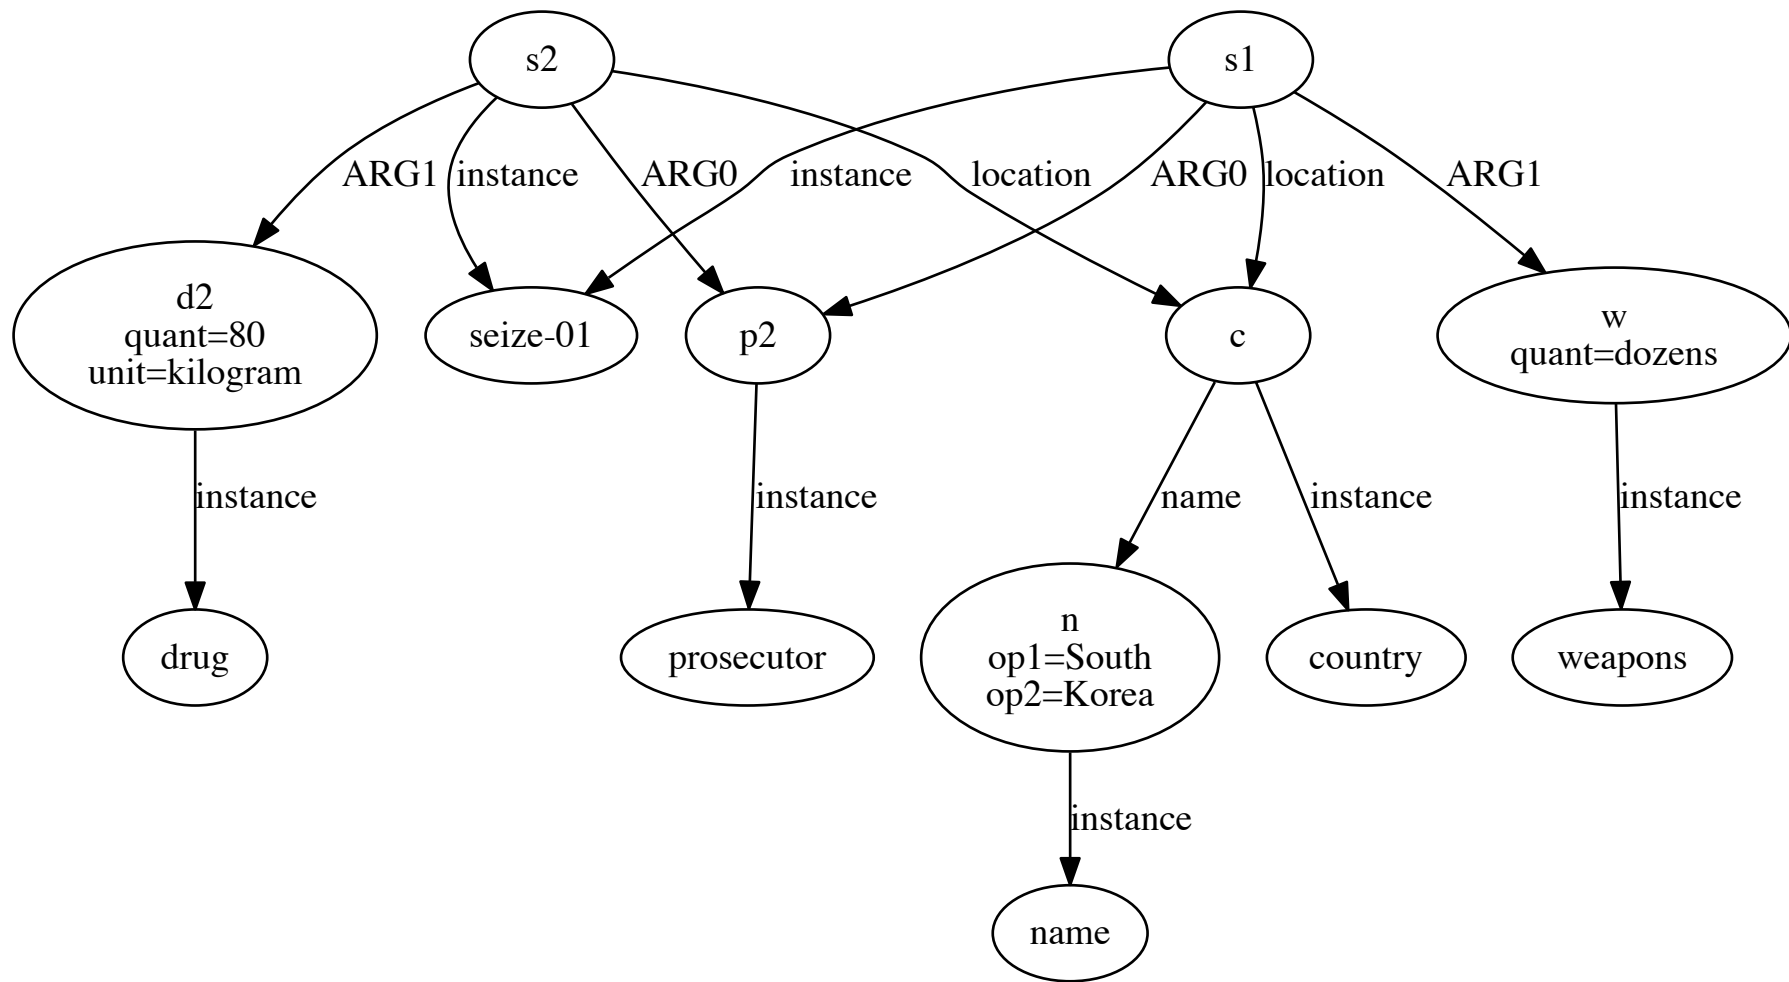 s2
s1
ARG1
instance
ARG0
instance
location
ARG0
location
ARG1
d2
quant=80
unit=kilogram
seize-01
p2
c
w
quant=dozens
instance
instance
name
instance
instance
drug
prosecutor
n
op1=South
op2=Korea
country
weapons
instance
name